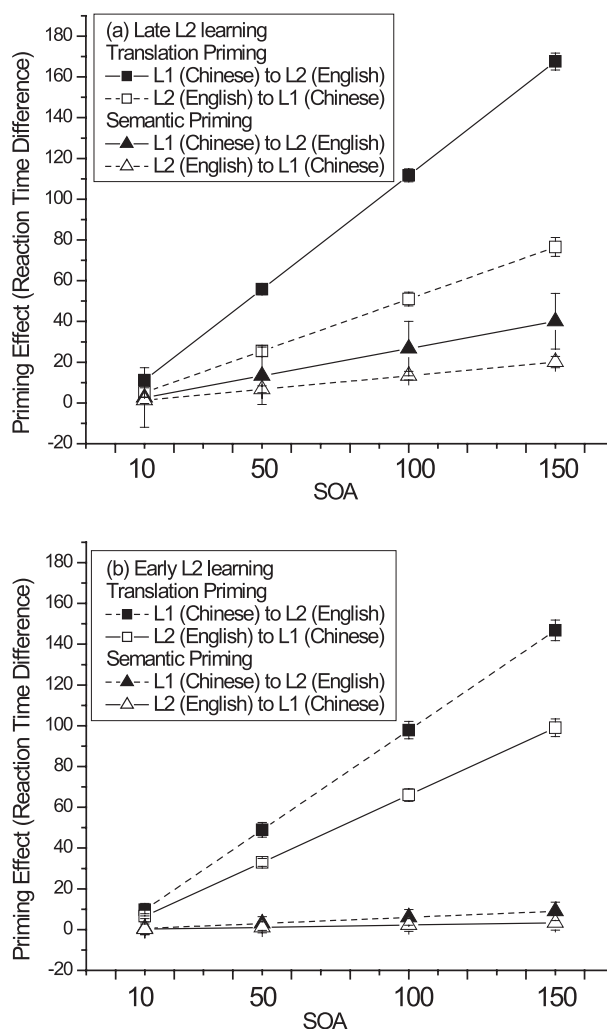 (a) Late L2 learning
Translation Priming
L1 (Chinese) to L2 (English)
L2 (English) to L1 (Chinese)
Semantic Priming
L1 (Chinese) to L2 (English)
L2 (English) to L1 (Chinese)
Priming Effect (Reaction Time Difference)
180
160
140
120
100
80
60
40
20
0
-20
10 50 100 150
SOA
(b) Early L2 learning
Translation Priming
L1 (Chinese) to L2 (English)
L2 (English) to L1 (Chinese)
Semantic Priming
L1 (Chinese) to L2 (English)
L2 (English) to L1 (Chinese)
Priming Effect (Reaction Time Difference)
180
160
140
120
100
80
60
40
20
0
-20
10 50 100 150
SOA